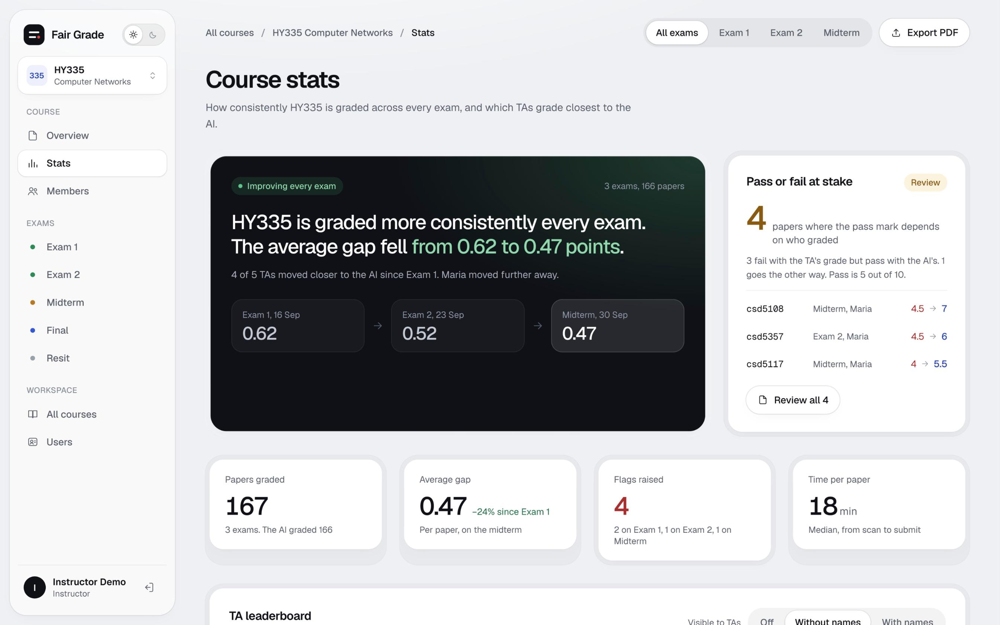 Fair Grade
335
HY335
Computer Networks
COURSE
Overview
Stats
Members
EXAMS
Exam 1
Exam 2
Midterm
Final
Resit
WORKSPACE
All courses
Users
I
Instructor Demo
Instructor
All courses / HY335 Computer Networks / Stats
All exams
Exam 1
Exam 2
Midterm
Export PDF
Course stats
How consistently HY335 is graded across every exam, and which TAs grade closest to the
AI.
Improving every exam
3 exams, 166 papers
HY335 is graded more consistently every exam.
The average gap fell from 0.62 to 0.47 points.
4 of 5 TAs moved closer to the AI since Exam 1. Maria moved further away.
Exam 1, 16 Sep
0.62
→
Exam 2, 23 Sep
0.52
→
Midterm, 30 Sep
0.47
Pass or fail at stake
Review
4 papers where the pass mark depends
on who graded
3 fail with the TA's grade but pass with the AI's. 1
goes the other way. Pass is 5 out of 10.
csd5108 Midterm, Maria 4.5 → 7
csd5357 Exam 2, Maria 4.5 → 6
csd5117 Midterm, Maria 4 → 5.5
Review all 4
Papers graded
167
3 exams. The AI graded 166
Average gap
0.47 −24% since Exam 1
Per paper, on the midterm
Flags raised
4
2 on Exam 1, 1 on Exam 2, 1 on
Midterm
Time per paper
18 min
Median, from scan to submit
TA leaderboard
Visible to TAs
Off
Without names
With names